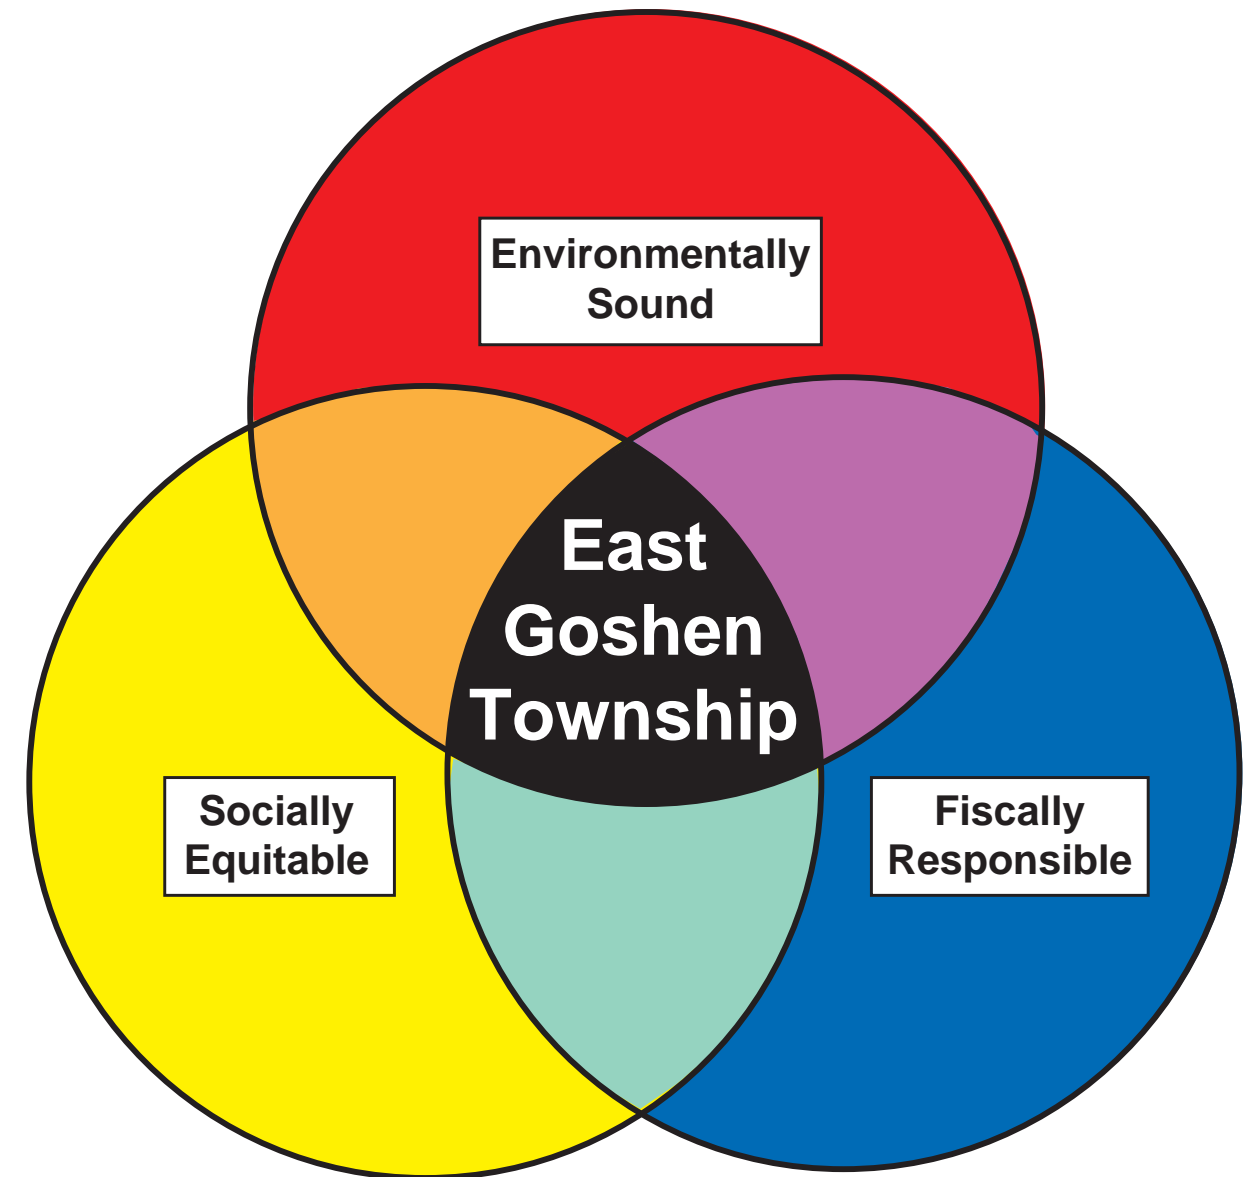 Environmentally
Sound
East
Goshen
Township
Socially
Equitable
Fiscally
Responsible